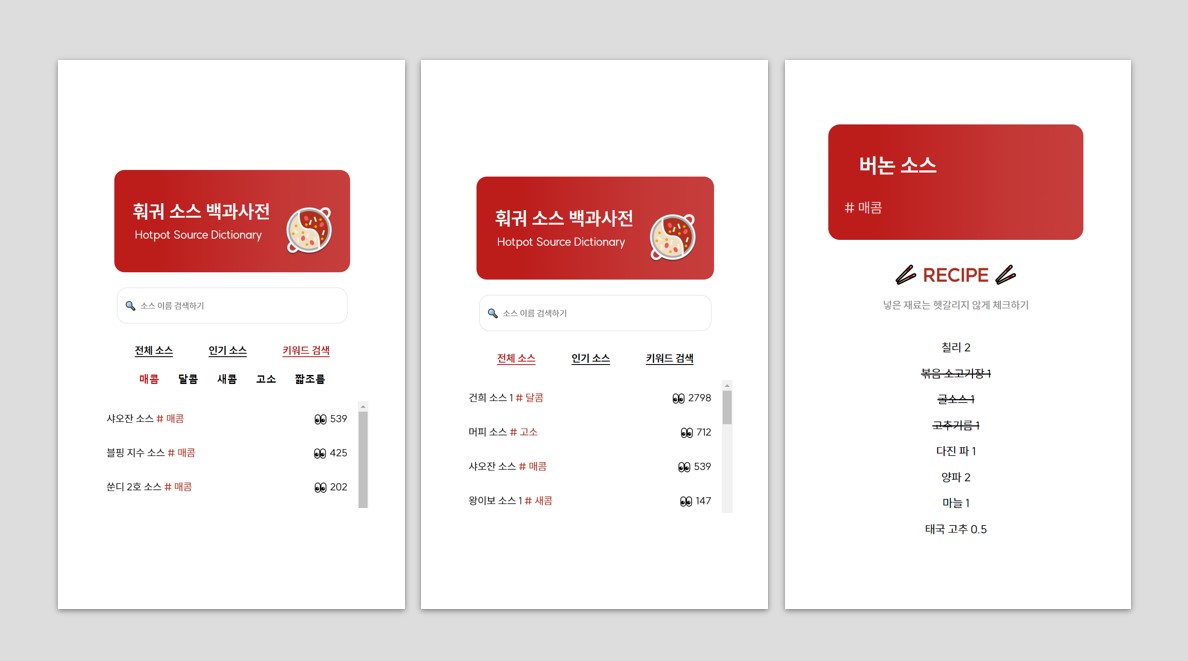 훠궈 소스 백과사전
Hotpot Source Dictionary
소스 이름 검색하기
전체 소스 인기 소스 키워드 검색
매콤 달콤 새콤 고소 짭조름
샤오잔 소스 # 매콤 539
블핑 지수 소스 # 매콤 425
쑨디 2호 소스 # 매콤 202
훠궈 소스 백과사전
Hotpot Source Dictionary
소스 이름 검색하기
전체 소스 인기 소스 키워드 검색
건희 소스 1 # 달콤 2798
머피 소스 # 고소 712
샤오잔 소스 # 매콤 539
왕이보 소스 1 # 새콤 147
버논 소스
# 매콤
RECIPE
넣은 재료는 헷갈리지 않게 체크하기
칠리 2
볶음 소고기장 1
굴소스 1
고추기름 1
다진 파 1
양파 2
마늘 1
태국 고추 0.5